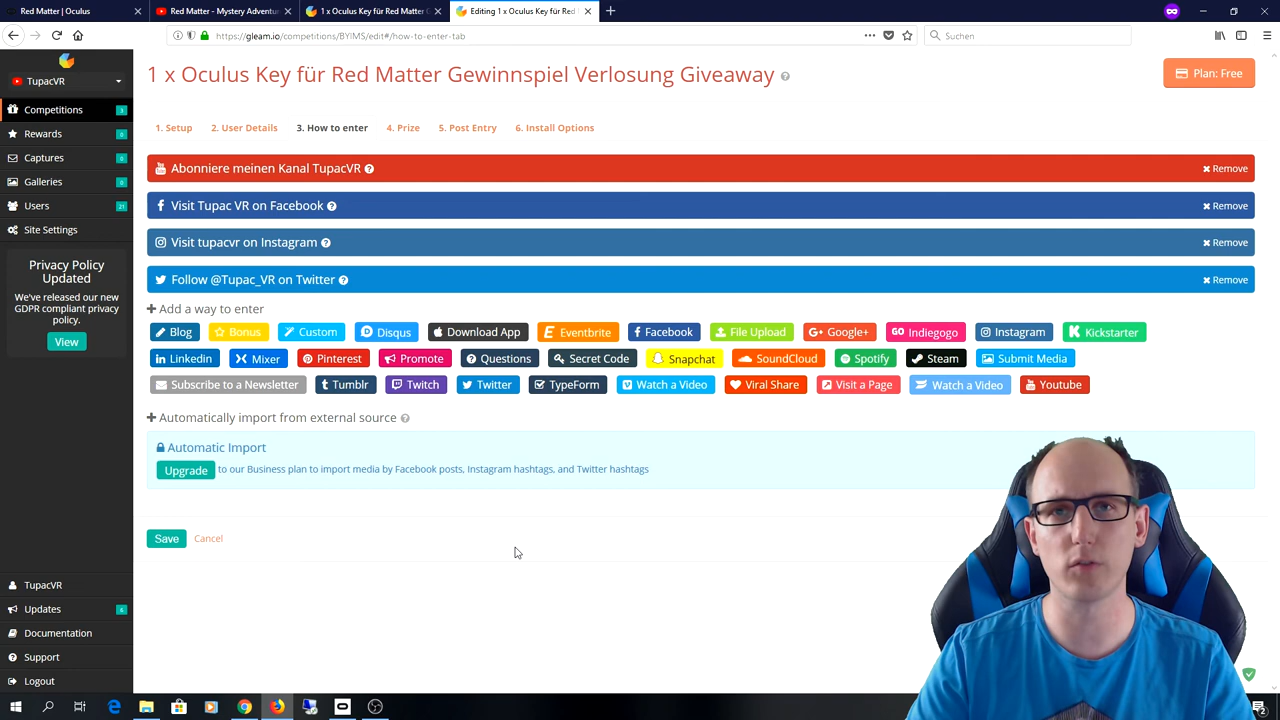 Red Matter | Oculus
Red Matter - Mystery Adventu
1 x Oculus Key für Red Matter G
Editing 1 x Oculus Key für Red
https://gleam.io/competitions/BYIMS/edit#/how-to-enter-tab
Suchen
TupacVR
Competitions 3
Rewards 0
Captures 0
Galleries 0
Users 21
Site Settings
Privacy Policy
Updated
We've released our new
GDPR compliant privacy
policy.
View
TupacVR
Updates 6
Documentation
Support
Logout
1 x Oculus Key für Red Matter Gewinnspiel Verlosung Giveaway
Plan: Free
1. Setup 2. User Details 3. How to enter 4. Prize 5. Post Entry 6. Install Options
Abonniere meinen Kanal TupacVR Remove
Visit Tupac VR on Facebook Remove
Visit tupacvr on Instagram Remove
Follow @Tupac_VR on Twitter Remove
Add a way to enter
Blog Bonus Custom Disqus Download App Eventbrite Facebook File Upload Google+ Indiegogo Instagram Kickstarter
Linkedin Mixer Pinterest Promote Questions Secret Code Snapchat SoundCloud Spotify Steam Submit Media
Subscribe to a Newsletter Tumblr Twitch Twitter TypeForm Watch a Video Viral Share Visit a Page Watch a Video Youtube
Automatically import from external source
Automatic Import
Upgrade to our Business plan to import media by Facebook posts, Instagram hashtags, and Twitter hashtags
Save Cancel